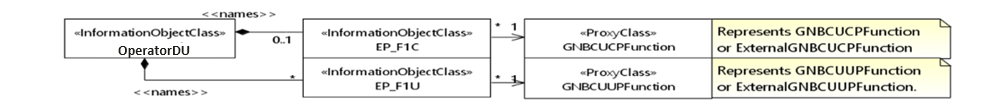 <<names>>
«InformationObjectClass»
OperatorDU
0..1
«InformationObjectClass»
EP_F1C
* 1
«ProxyClass»
GNBCUCPFunction
Represents GNBCUCPFunction
or ExternalGNBCUCPFunction
<<names>>
*
«InformationObjectClass»
EP_F1U
* 1
«ProxyClass»
GNBCUUPFunction
Represents GNBCUUPFunction
or ExternalGNBCUUPFunction.